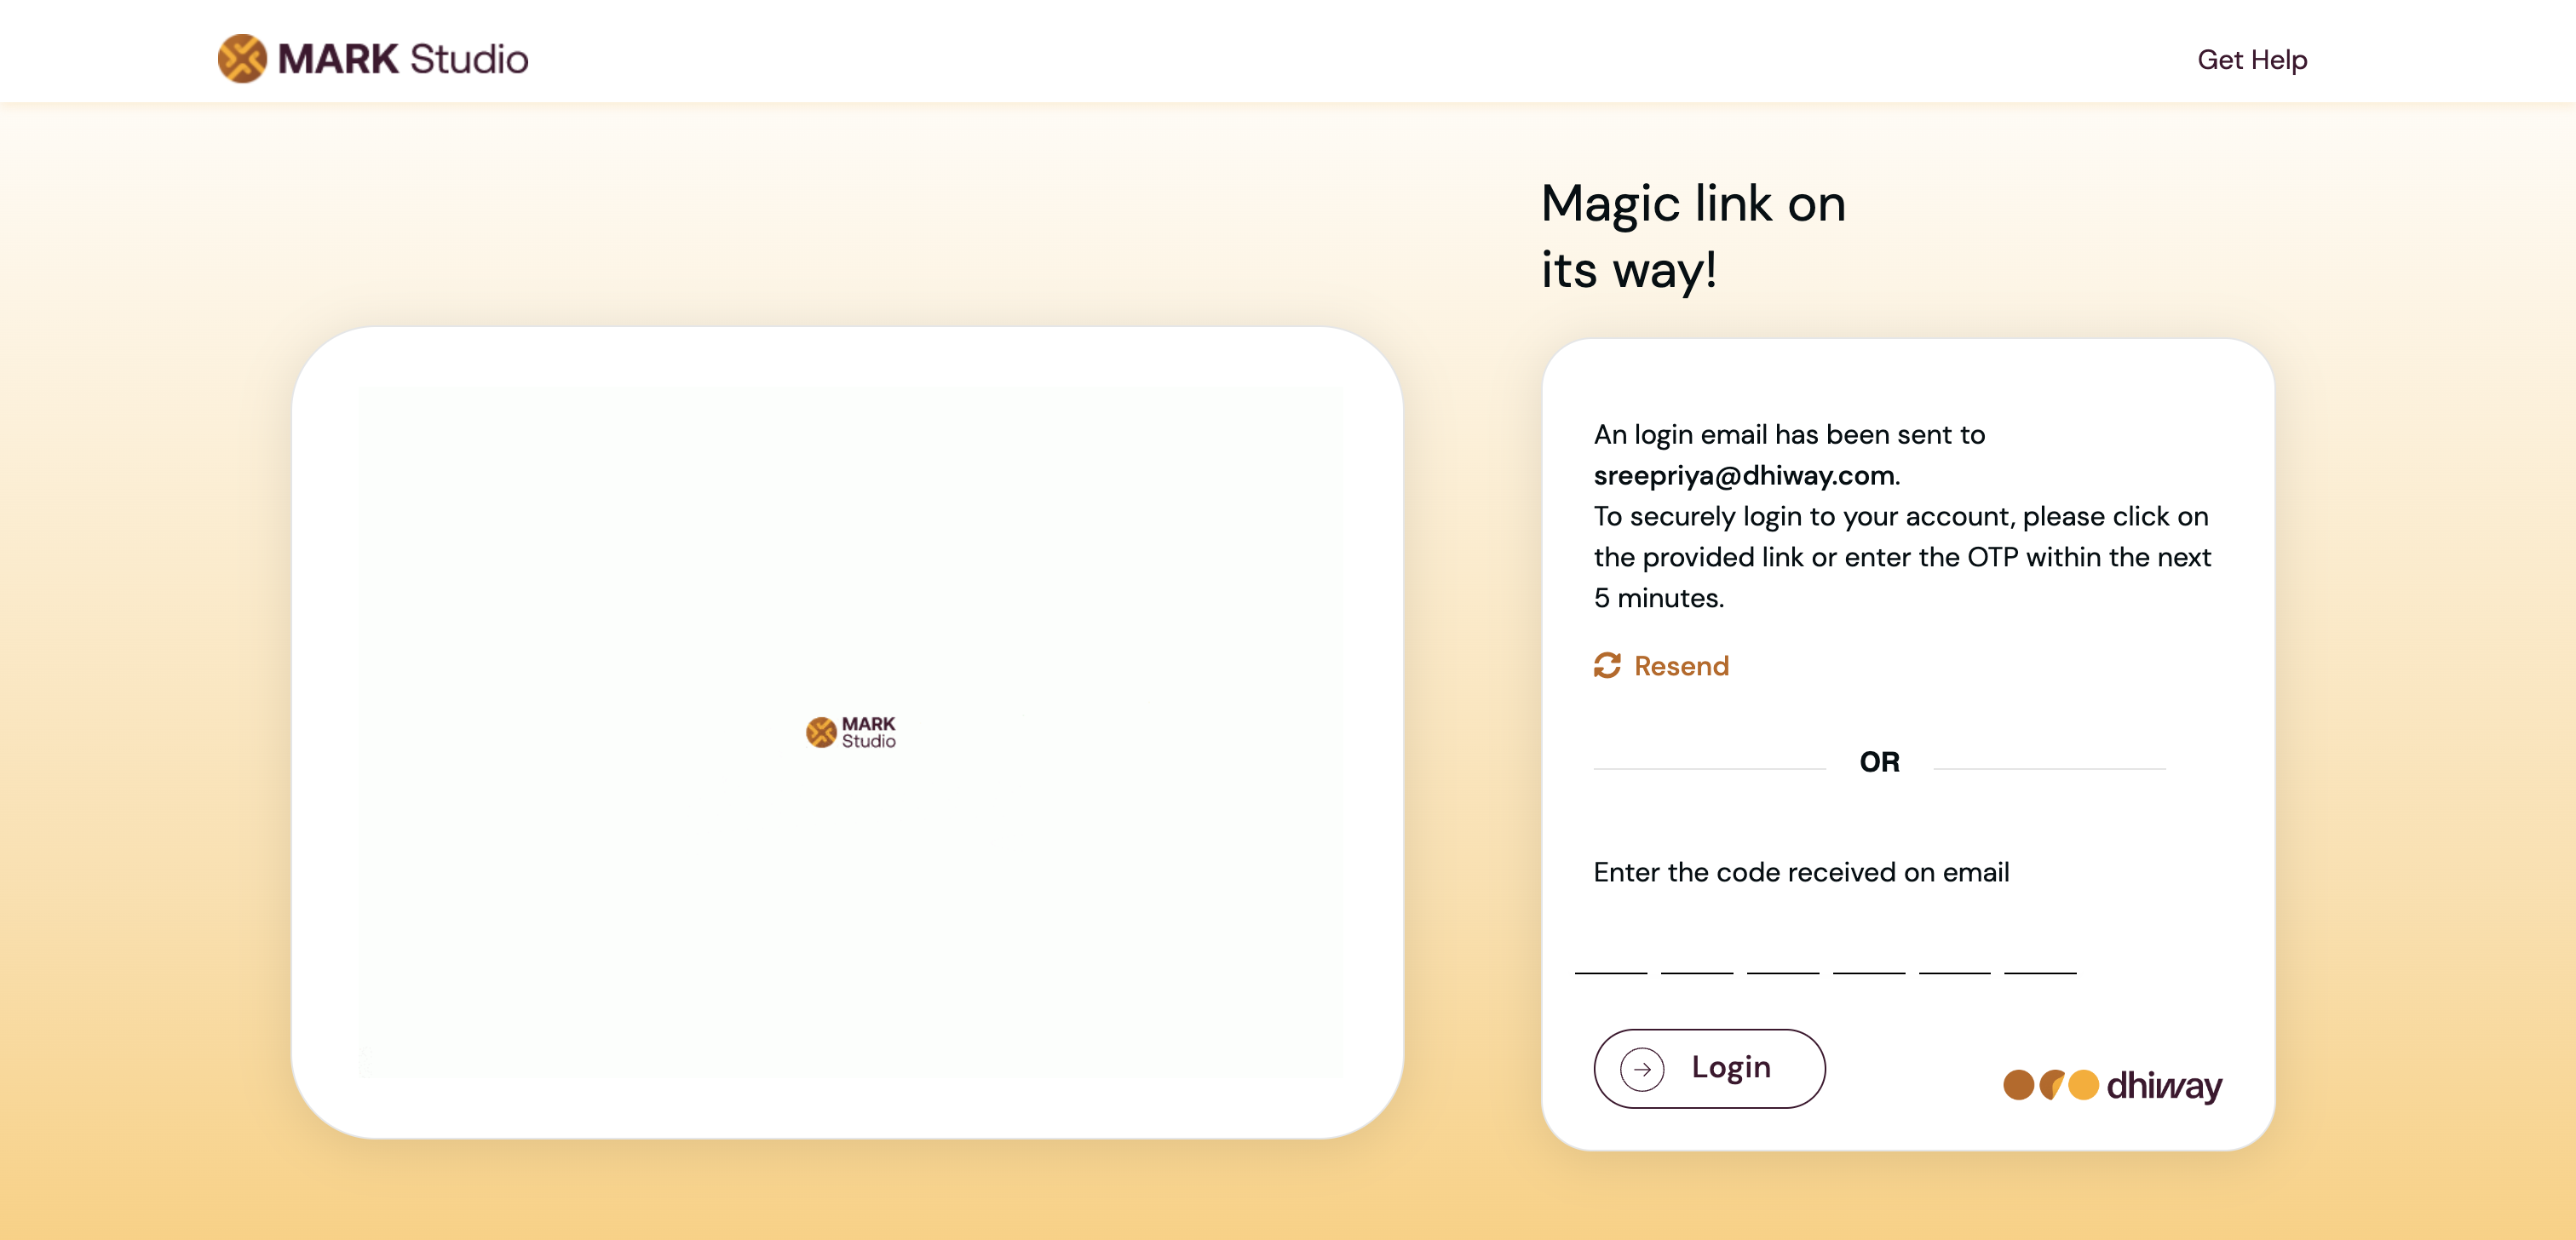 MARK Studio
Get Help
Magic link on
its way!
MARK
Studio
An login email has been sent to
sreepriya@dhiway.com.
To securely login to your account, please click on
the provided link or enter the OTP within the next
5 minutes.
Resend
OR
Enter the code received on email
Login
dhiway